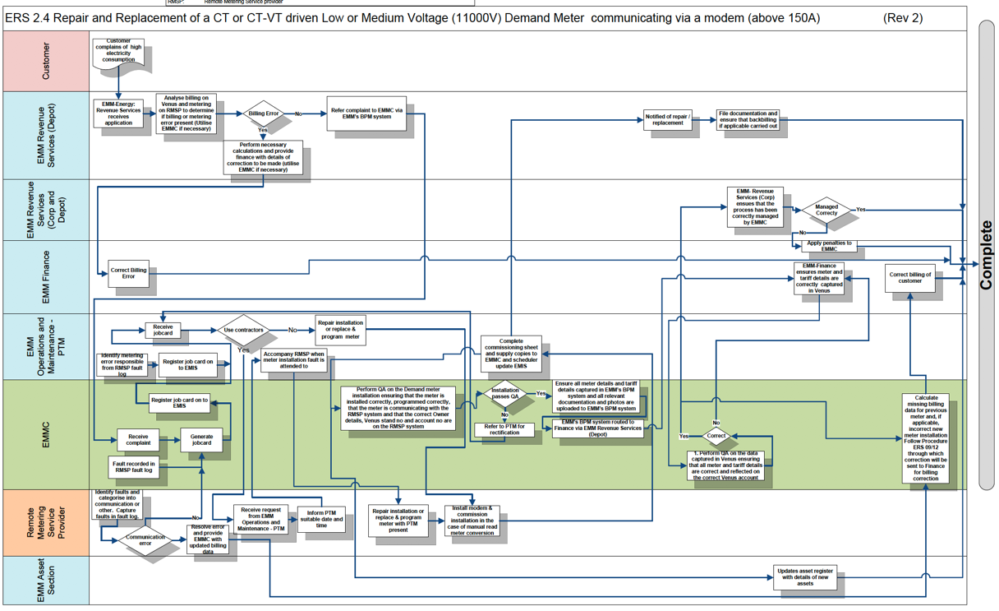 RMSP: Remote Metering Service provider
ERS 2.4 Repair and Replacement of a CT or CT-VT driven Low or Medium Voltage (11000V) Demand Meter communicating via a modem (above 150A) (Rev 2)
Customer
Customer
complains of high
electricity
consumption
EMM Revenue
Services (Depot)
EMM-Energy:
Revenue Services
receives
application
Analyse billing on
Venus and metering
on RMSP to determine
if billing or metering
error present (Utilise
EMMC if necessary)
Billing Error
No
Yes
Refer complaint to EMMC via
EMM's BPM system
Perform necessary
calculations and provide
finance with details of
correction to be made (utilise
EMMC if necessary)
Notified of repair /
replacement
File documentation and
ensure that backbilling
if applicable carried out
EMM Revenue
Services
(Corp and
Depot)
EMM- Revenue
Services (Corp)
ensures that the
process has been
correctly managed
by EMMC
Managed
Correcty
Yes
No
Apply penalties to
EMMC
EMM Finance
Correct Billing
Error
EMM-Finance
ensures meter and
tariff details are
correctly captured
in Venus
Correct billing of
customer
Complete
EMM
Operations and
Maintenance -
PTM
Receive
jobcard
Use contractors
No
Yes
Repair installation
or replace &
program meter
Identify metering
error responsible
from RMSP fault
log
Register job card on
to EMIS
Accompany RMSP when
meter installation fault is
attended to
Complete
commissioning sheet
and supply copies to
EMMC and scheduler
update EMIS
EMMC
Register job card on to
EMIS
Receive
complaint
Generate
jobcard
Fault recorded in
RMSP fault log
Perform QA on the Demand meter
installation ensuring that the meter is
installed correctly, programmed correctly,
that the meter is communicating with the
RMSP system and that the correct Owner
details, Venus stand no and account no are
on the RMSP system
Installation
passes QA
Yes
No
Refer to PTM for
rectification
Ensure all meter details and tariff
details captured in EMM's BPM
system and all relevant
documentation and photos are
uploaded to EMM's BPM system
EMM's BPM system routed to
Finance via EMM Revenue Services
(Depot)
No
Yes
Correct
1. Perform QA on the data
captured in Venus ensuring
that all meter and tariff details
are correct and reflected on
the correct Venus account
Calculate
missing billing
data for previous
meter and, if
applicable,
incorrect new
meter installation
Follow Procedure
ERS 09/12
through which
correction will be
sent to Finance
for billing
correction
Remote
Metering
Service
Provider
Identify faults and
categorise into
communication or
other. Capture
faults in fault log.
Communication
error
No
Resolve error
and provide
EMMC with
updated billing
data
Receive request
from EMM
Operations and
Maintenance - PTM
Inform PTM
suitable date and
time
Repair installation or
replace & program
meter with PTM
present
Install modem &
commission
installation in the
case of manual read
meter conversion
EMM Asset
Section
Updates asset register
with details of new
assets